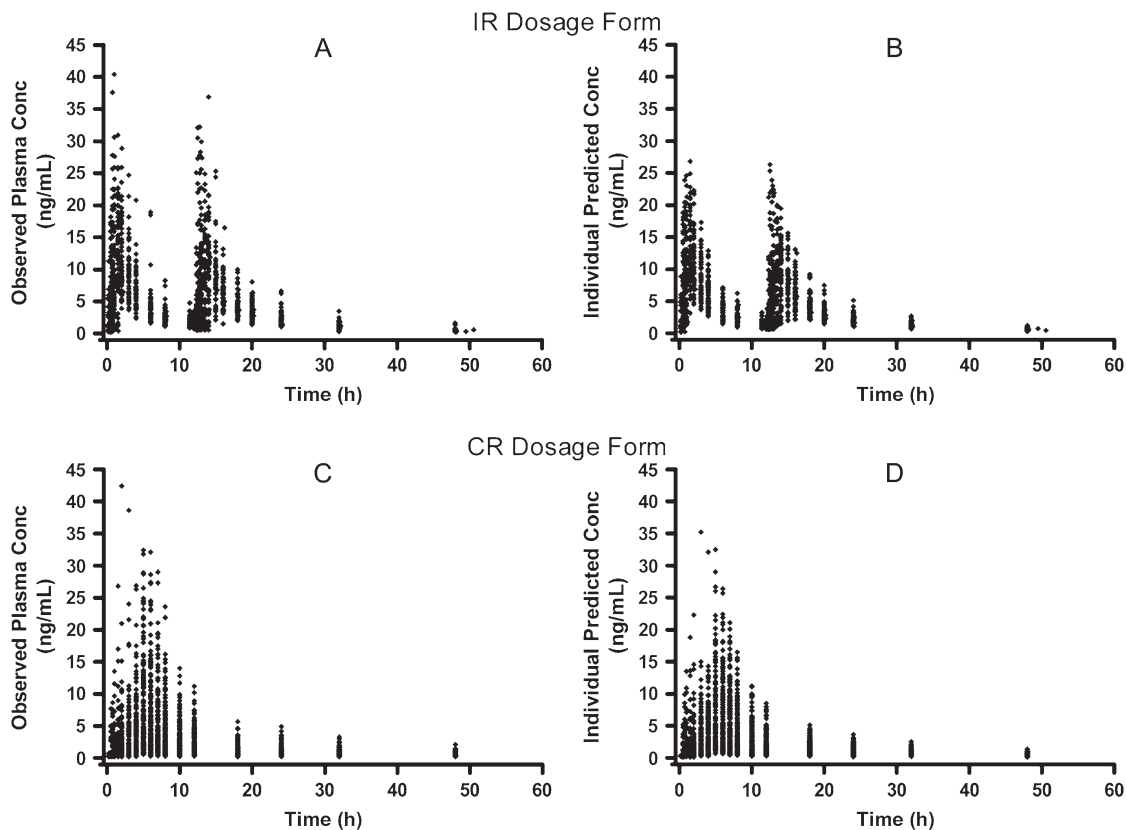 IR Dosage Form
A
45
40
35
30
25
20
15
10
5
0
Observed Plasma Conc
(ng/mL)
0 10 20 30 40 50 60
Time (h)
B
45
40
35
30
25
20
15
10
5
0
Individual Predicted Conc
(ng/mL)
0 10 20 30 40 50 60
Time (h)
CR Dosage Form
C
45
40
35
30
25
20
15
10
5
0
Observed Plasma Conc
(ng/mL)
0 10 20 30 40 50 60
Time (h)
D
45
40
35
30
25
20
15
10
5
0
Individual Predicted Conc
(ng/mL)
0 10 20 30 40 50 60
Time (h)